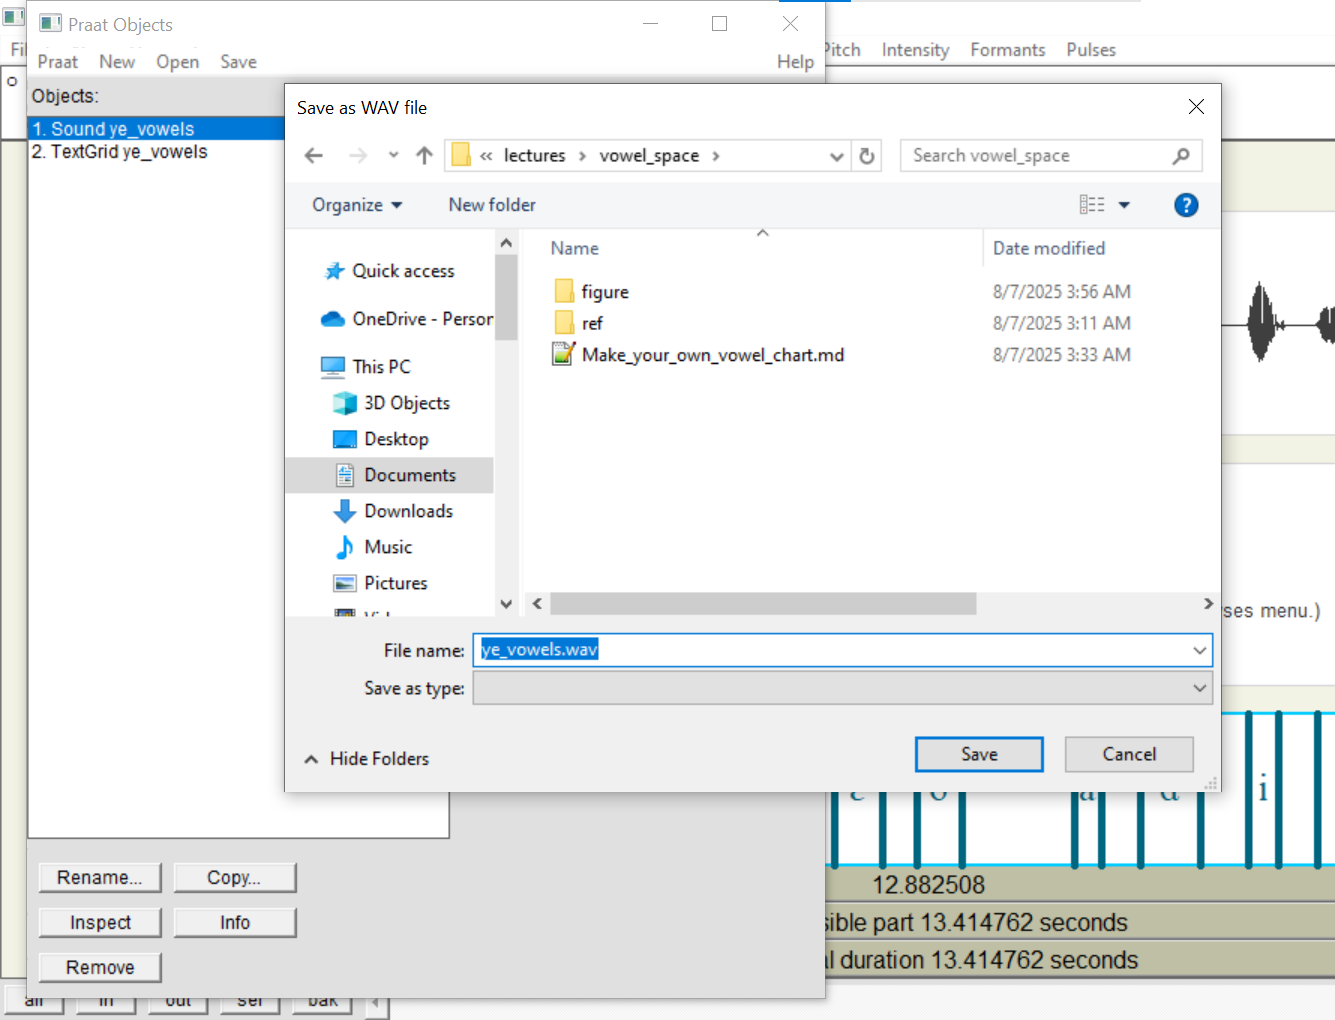 Praat Objects
Praat New Open Save Help
Pitch Intensity Formants Pulses
Objects:
1. Sound ye_vowels
2. TextGrid ye_vowels
Save as WAV file
« lectures > vowel_space >
Search vowel_space
Organize New folder
Name Date modified
Quick access
OneDrive - Person
This PC
3D Objects
Desktop
Documents
Downloads
Music
Pictures
figure 8/7/2025 3:56 AM
ref 8/7/2025 3:11 AM
Make_your_own_vowel_chart.md 8/7/2025 3:33 AM
File name: ye_vowels.wav
Save as type:
Hide Folders
Save Cancel
yses menu.)
i
12.882508
sible part 13.414762 seconds
al duration 13.414762 seconds
Rename... Copy...
Inspect Info
Remove
all in out sel bak